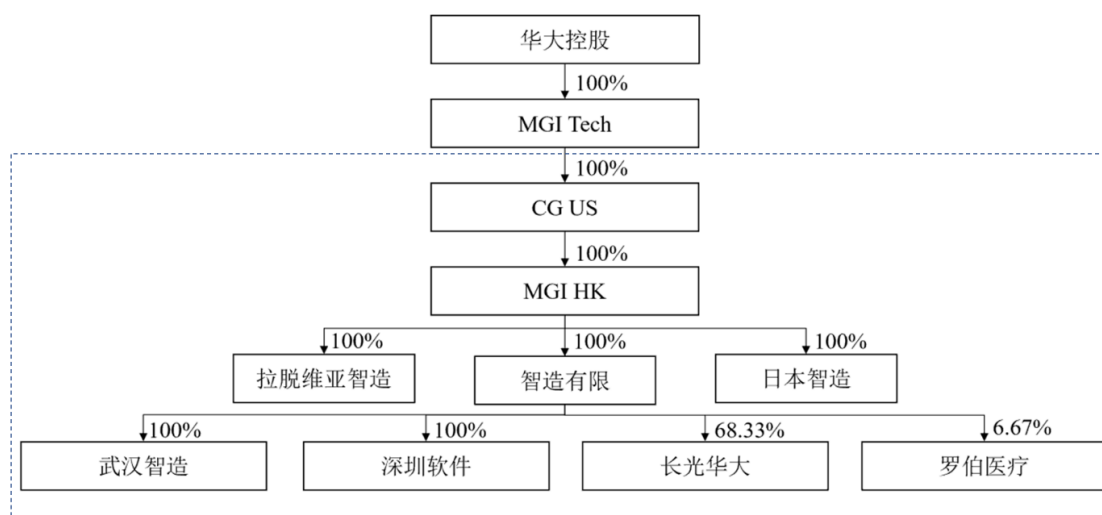 华大控股
100%
MGI Tech
100%
CG US
100%
MGI HK
100% 100% 100%
拉脱维亚智造 智造有限 日本智造
100% 100% 68.33% 6.67%
武汉智造 深圳软件 长光华大 罗伯医疗